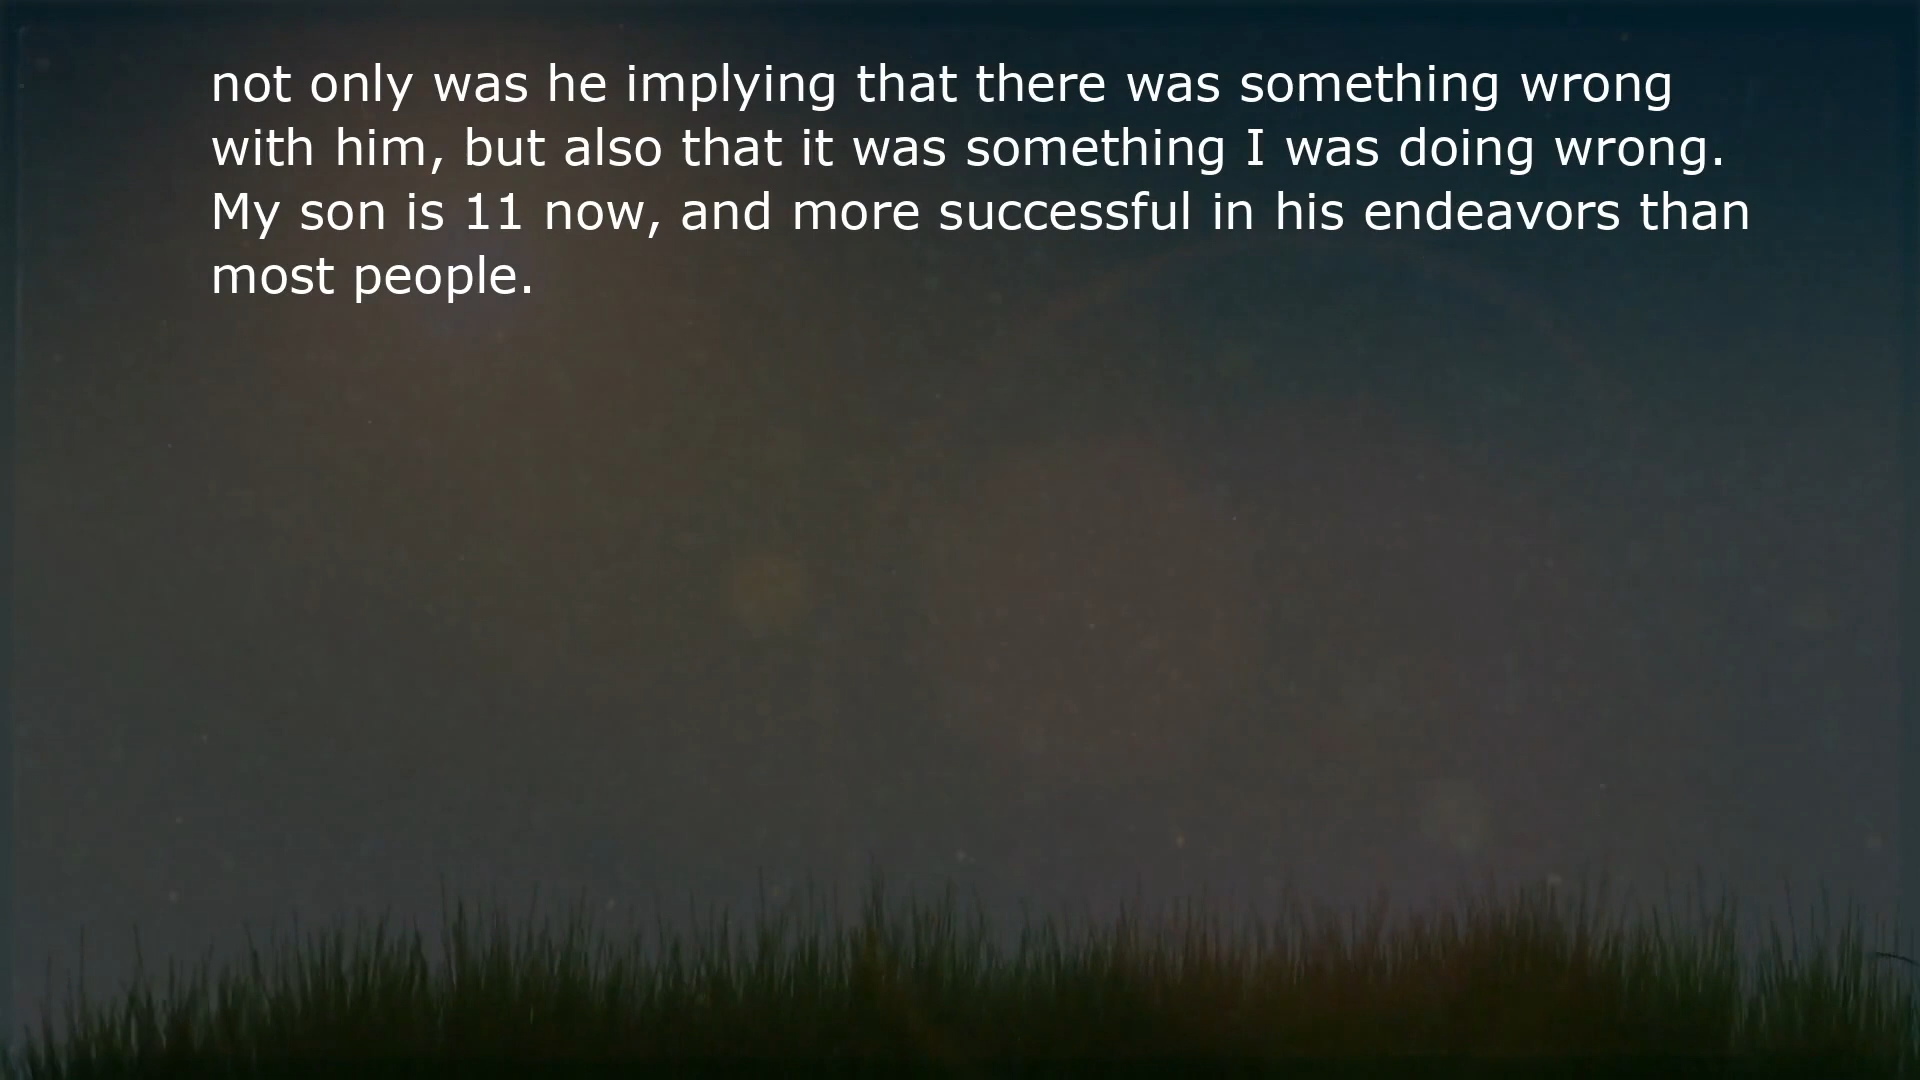 not only was he implying that there was something wrong
with him, but also that it was something I was doing wrong.
My son is 11 now, and more successful in his endeavors than
most people.